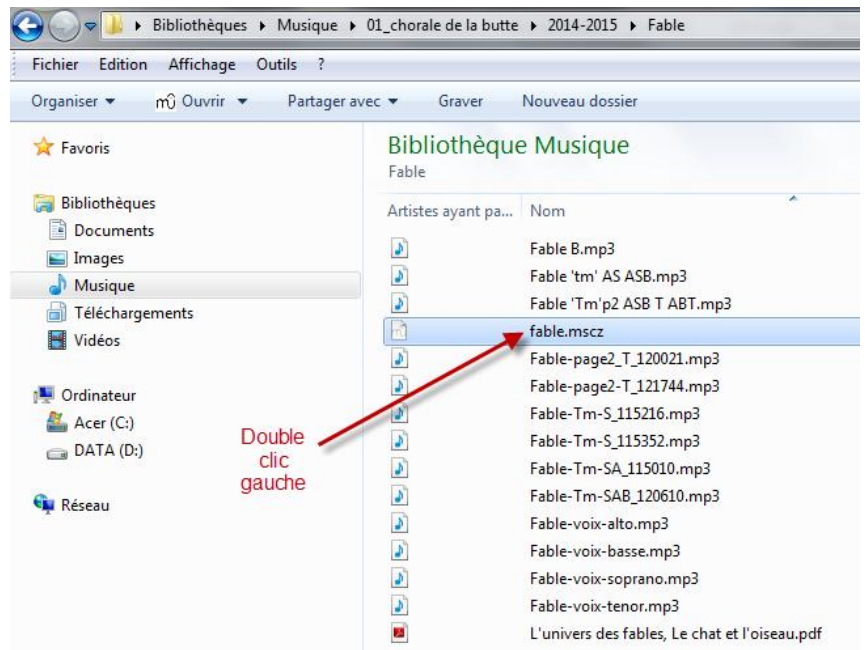 Bibliothèques Musique 01_chorale de la butte 2014-2015 Fable
Fichier Edition Affichage Outils ?
Organiser Ouvrir Partager avec Graver Nouveau dossier
Favoris
Bibliothèques
Documents
Images
Musique
Téléchargements
Vidéos
Ordinateur
Acer (C:)
DATA (D:)
Réseau
Bibliothèque Musique
Fable
Artistes ayant pa... Nom
Fable B.mp3
Fable 'tm' AS ASB.mp3
Fable 'Tm'p2 ASB T ABT.mp3
fable.mscz
Fable-page2_T_120021.mp3
Fable-page2-T_121744.mp3
Fable-Tm-S_115216.mp3
Fable-Tm-S_115352.mp3
Fable-Tm-SA_115010.mp3
Fable-Tm-SAB_120610.mp3
Fable-voix-alto.mp3
Fable-voix-basse.mp3
Fable-voix-soprano.mp3
Fable-voix-tenor.mp3
L'univers des fables, Le chat et l'oiseau.pdf
Double
clic
gauche